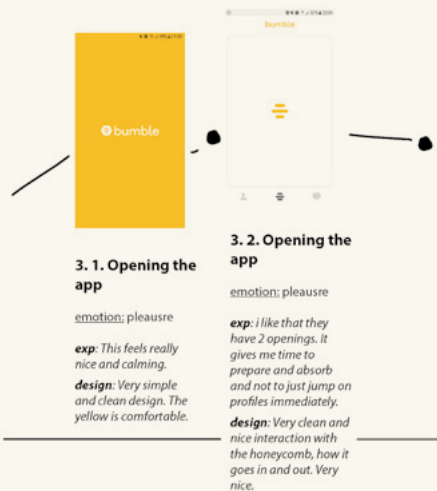 bumble
bumble
3. 1. Opening the
app
emotion: pleausre
exp: This feels really
nice and calming.
design: Very simple
and clean design. The
yellow is comfortable.
3. 2. Opening the
app
emotion: pleausre
exp: i like that they
have 2 openings. It
gives me time to
prepare and absorb
and not to just jump on
profiles immediately.
design: Very clean and
nice interaction with
the honeycomb, how it
goes in and out. Very
nice.